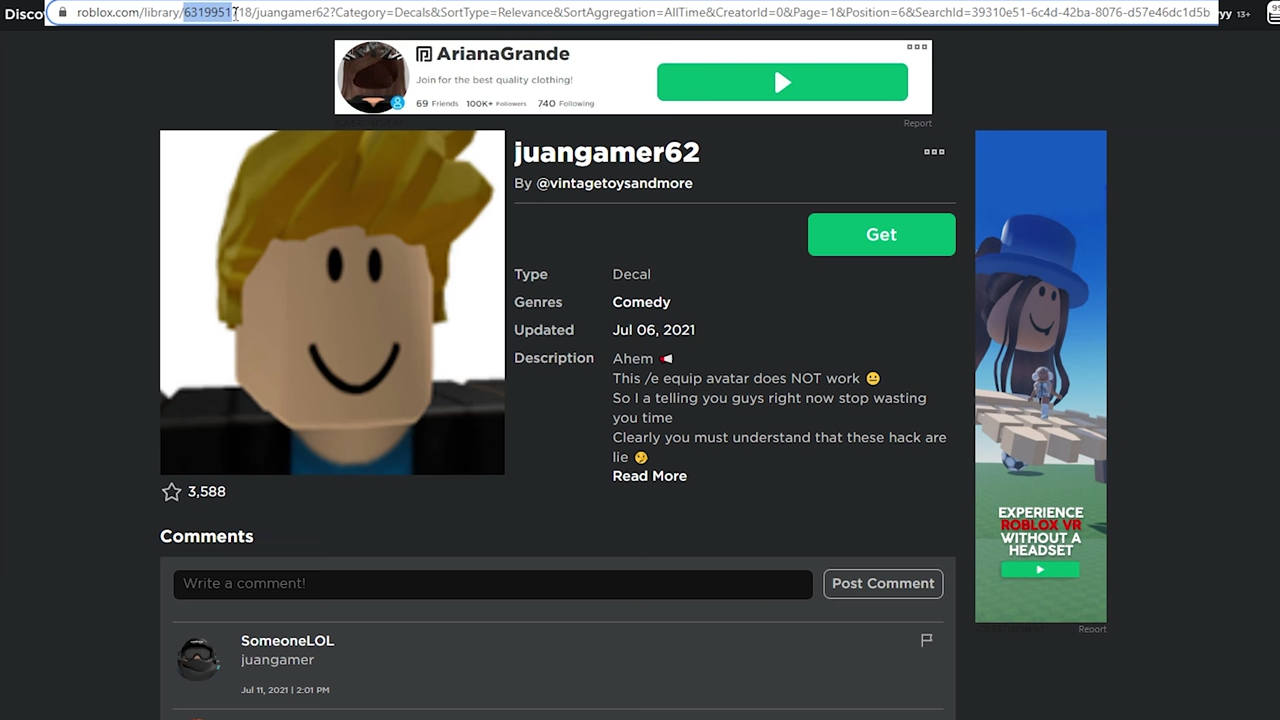 Disco
roblox.com/library/6319951718/juangamer62?Category=Decals&SortType=Relevance&SortAggregation=AllTime&CreatorId=0&Page=1&Position=6&SearchId=39310e51-6c4d-42ba-8076-d57e46dc1d5b
yy 13+
ArianaGrande
Join for the best quality clothing!
69 Friends 100K+ Followers 740 Following
Report
juangamer62
By @vintagetoysandmore
Get
Type Decal
Genres Comedy
Updated Jul 06, 2021
Description Ahem 📢
This /e equip avatar does NOT work 😐
So I a telling you guys right now stop wasting
you time
Clearly you must understand that these hack are
lie 🤥
Read More
3,588
EXPERIENCE
ROBLOX VR
WITHOUT A
HEADSET
Report
Comments
Write a comment!
Post Comment
SomeoneLOL
juangamer
Jul 11, 2021 | 2:01 PM